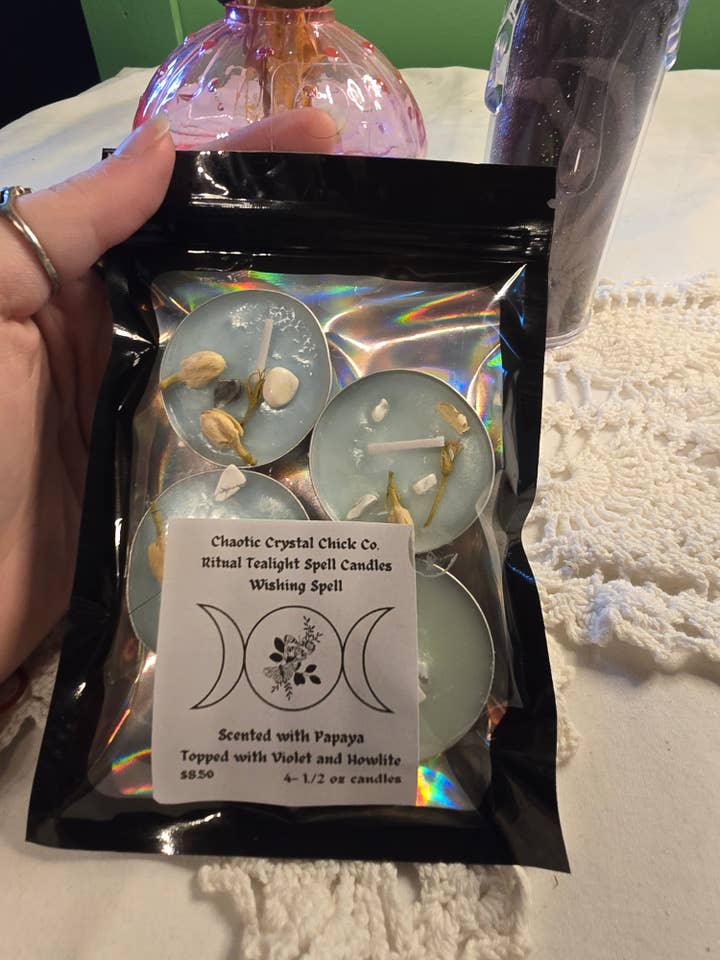 Chaotic Crystal Chick Co.
Ritual Tealight Spell Candles
Wishing Spell
Scented with Papaya
Topped with Violet and Howlite
$8.50 4- 1/2 oz candles